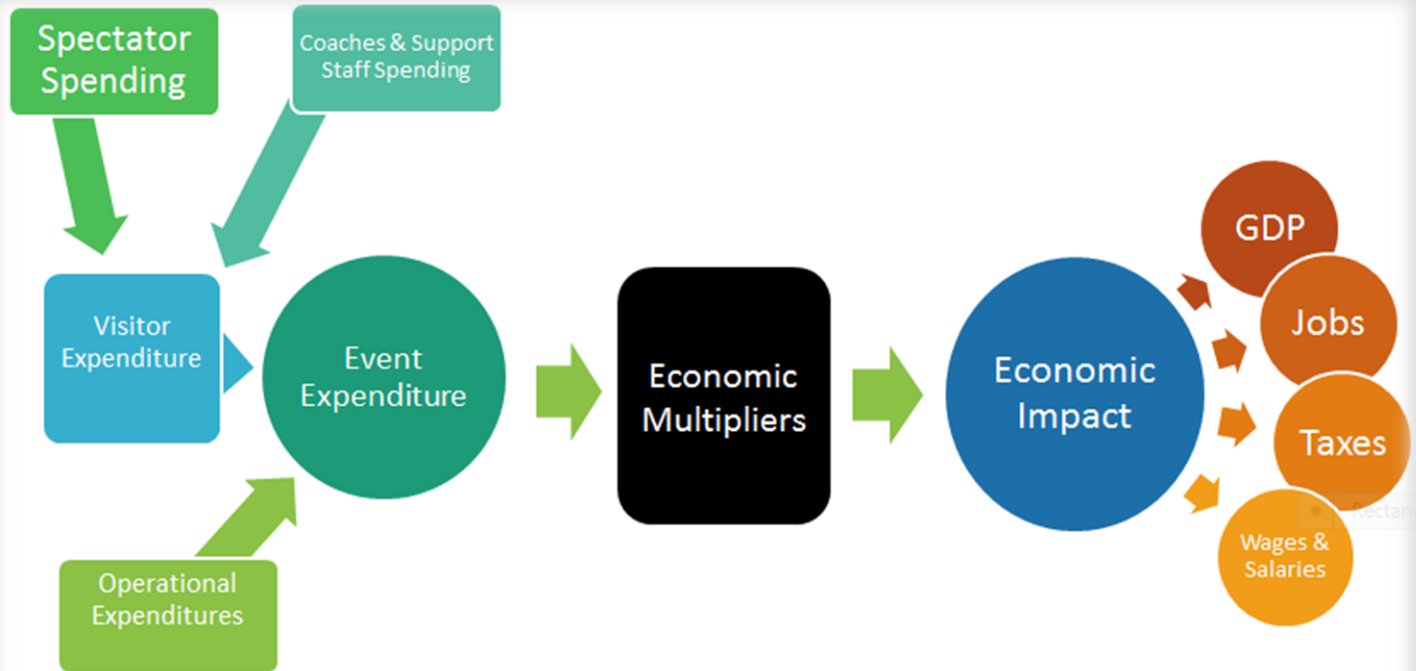 Spectator
Spending
Coaches & Support
Staff Spending
Visitor
Expenditure
Event
Expenditure
Operational
Expenditures
Economic
Multipliers
Economic
Impact
GDP
Jobs
Taxes
Wages &
Salaries